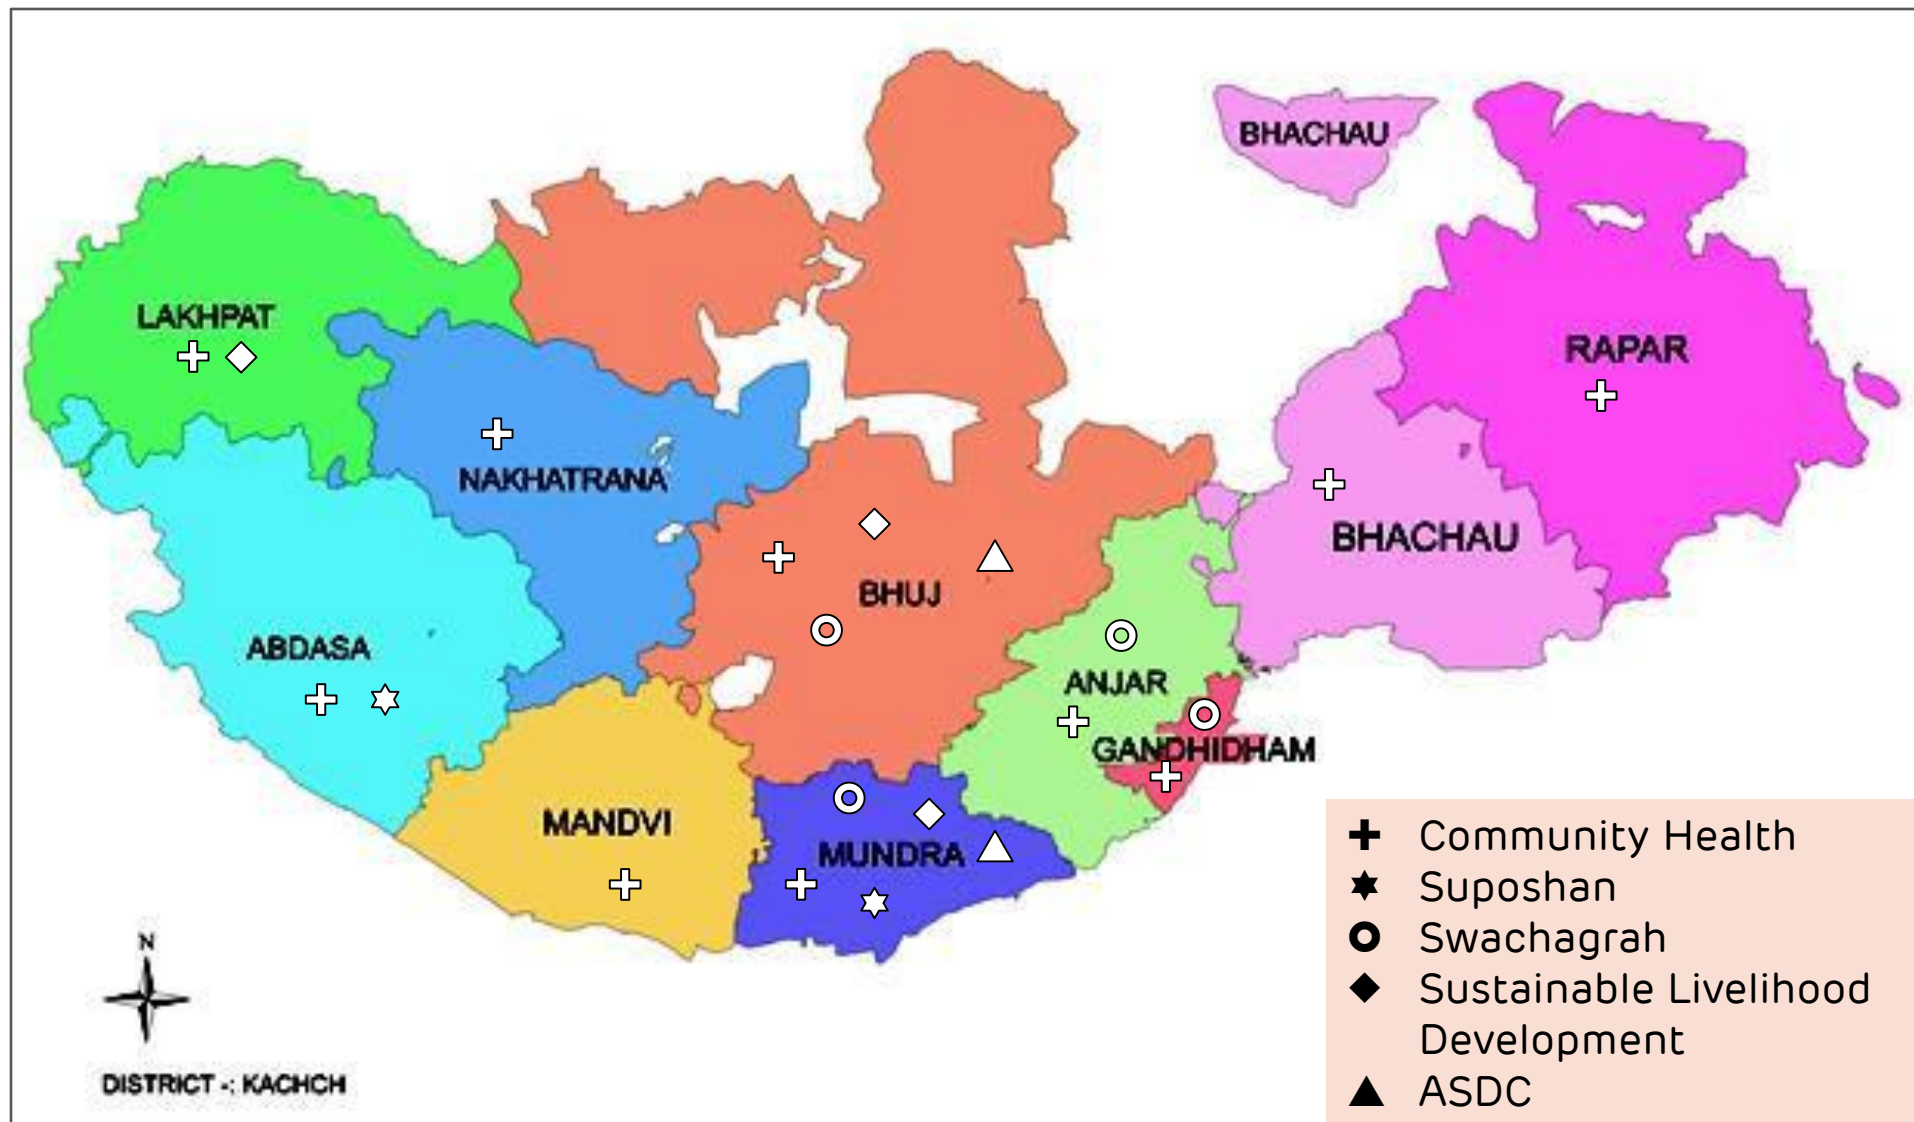 BHACHAU
LAKHPAT
RAPAR
NAKHATRANA
BHACHAU
BHUJ
ABDASA
ANJAR
GANDHIDHAM
MANDVI
MUNDRA
N
DISTRICT -: KACHCH
Community Health
Suposhan
Swachagrah
Sustainable Livelihood
Development
ASDC